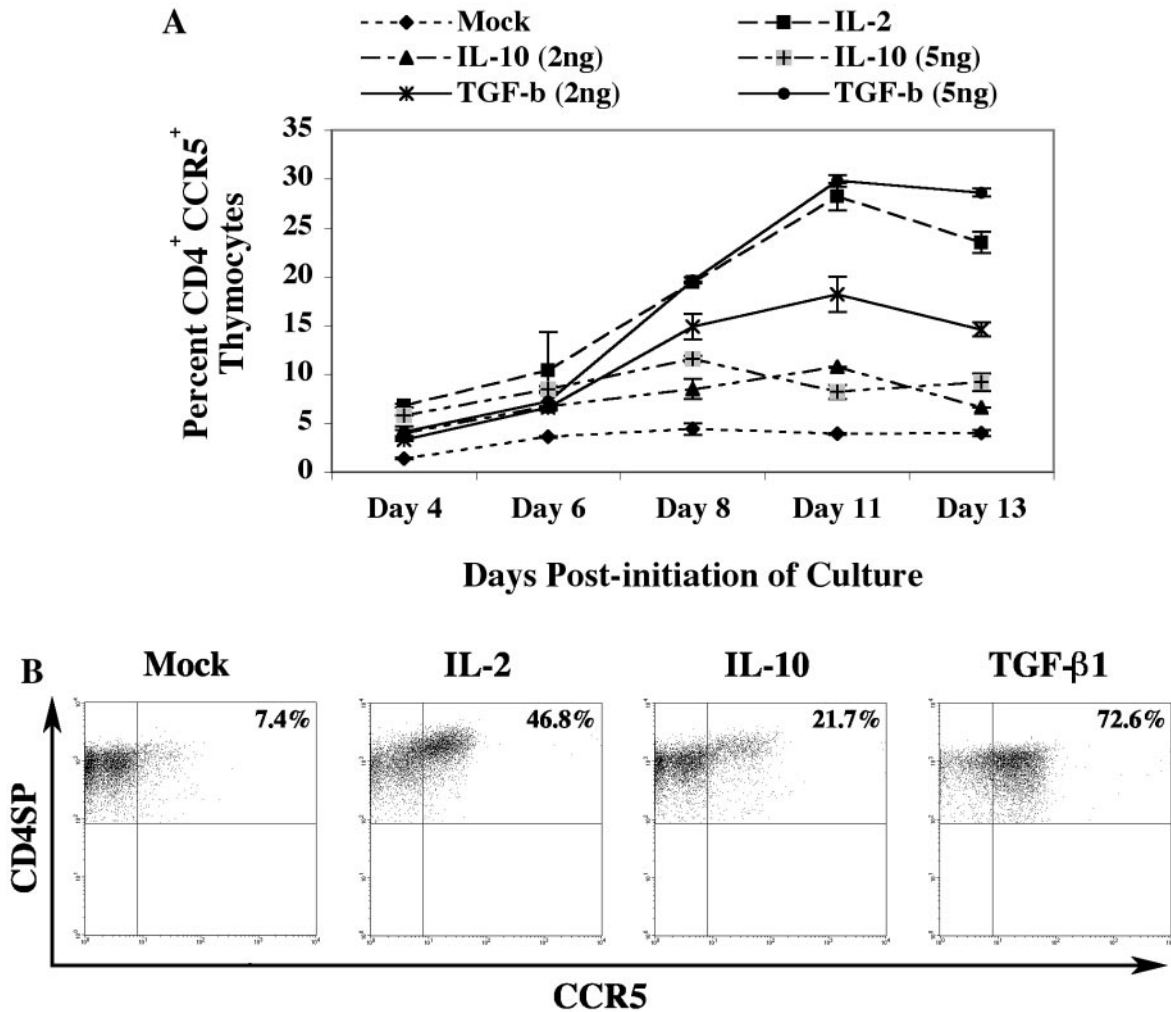 A
Mock
IL-2
IL-10 (2ng)
IL-10 (5ng)
TGF-b (2ng)
TGF-b (5ng)
Percent CD4+ CCR5+
Thymocytes
35
30
25
20
15
10
5
0
Day 4
Day 6
Day 8
Day 11
Day 13
Days Post-initiation of Culture
B
Mock
IL-2
IL-10
TGF-β1
7.4%
46.8%
21.7%
72.6%
CD4SP
CCR5